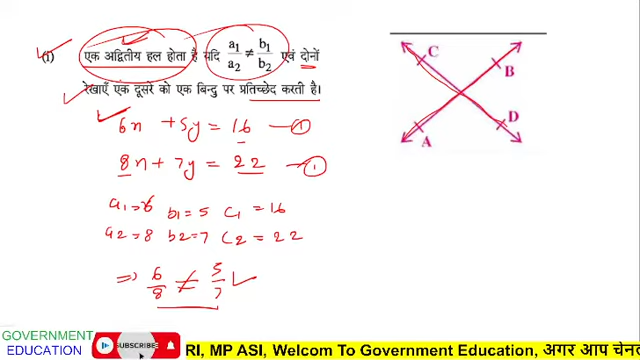 (i) एक अद्वितीय हल होता है यदि a1/a2 ≠ b1/b2 एवं दोनों
रेखाएँ एक दूसरे को एक बिन्दु पर प्रतिच्छेद करती है।
6x + 5y = 16 —①
8x + 7y = 22 —①
a1=6 b1=5 c1=16
a2=8 b2=7 c2=22
⇒ 6/8 ≠ 5/7 ✓
C
B
D
A
GOVERNMENT
EDUCATION
SUBSCRIBE
RI, MP ASI, Welcom To Government Education, अगर आप चेनल